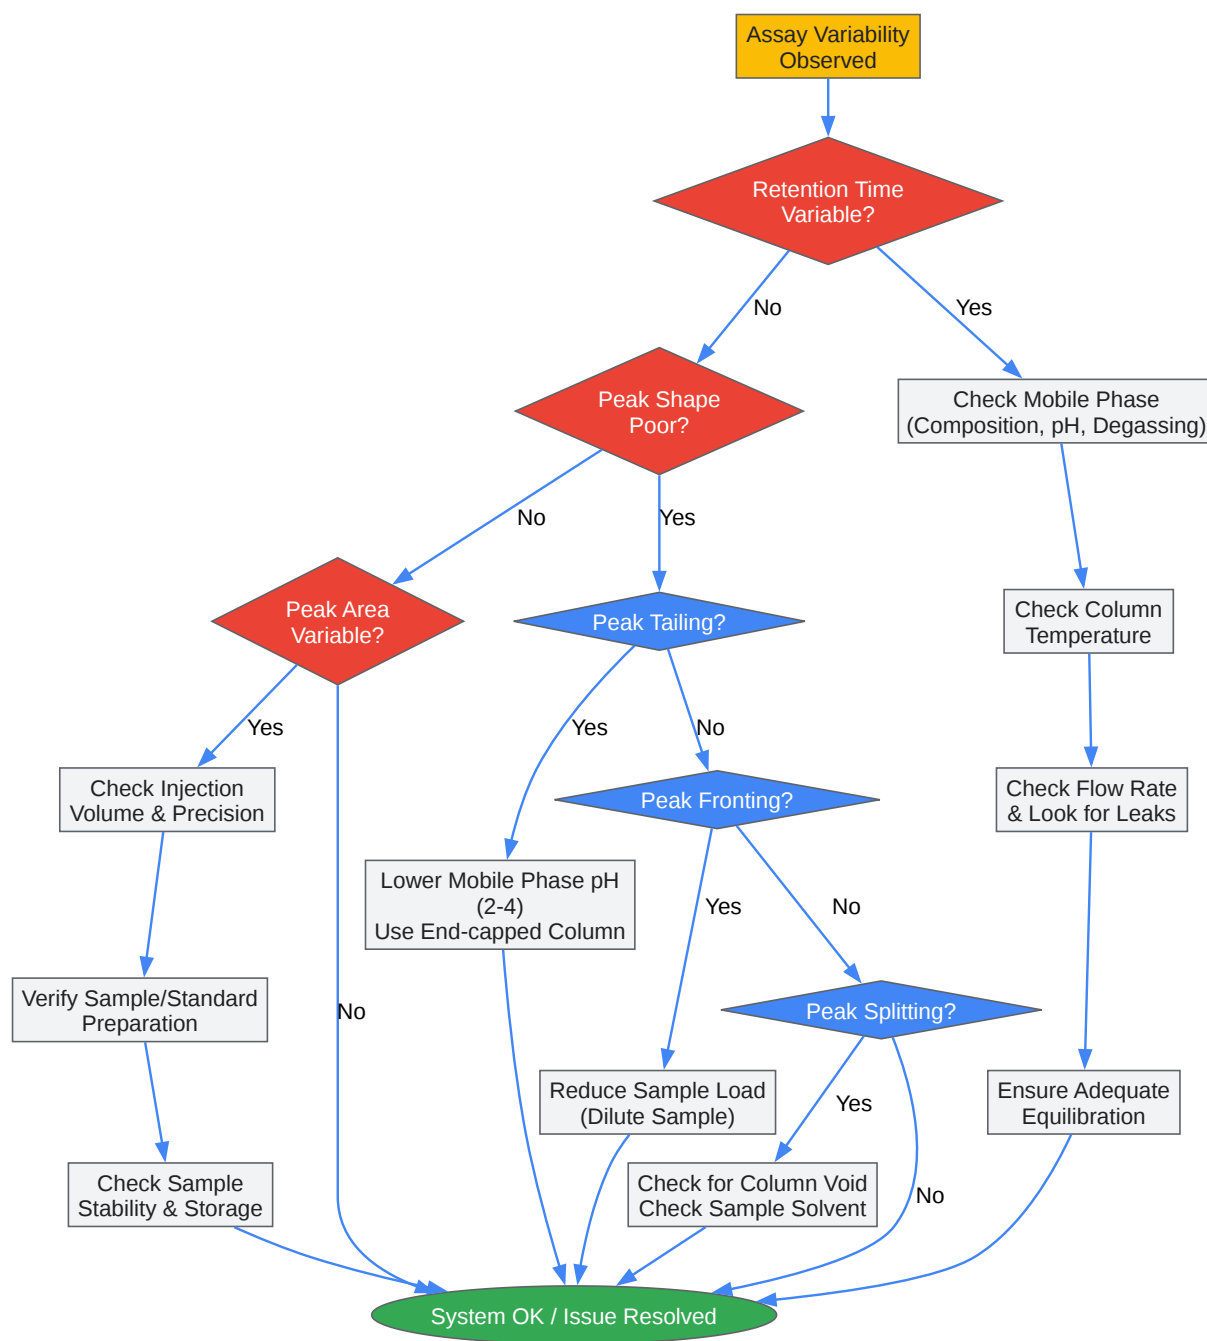 Assay Variability
Observed
Retention Time
Variable?
No
Yes
Peak Shape
Poor?
Check Mobile Phase
(Composition, pH, Degassing)
No
Yes
Peak Area
Variable?
Peak Tailing?
Check Column
Temperature
Yes
Yes
No
Check Injection
Volume & Precision
Peak Fronting?
Check Flow Rate
& Look for Leaks
Lower Mobile Phase pH
(2-4)
Use End-capped Column
Yes
No
Verify Sample/Standard
Preparation
No
Peak Splitting?
Reduce Sample Load
(Dilute Sample)
Yes
Ensure Adequate
Equilibration
Check Sample
Stability & Storage
Check for Column Void
Check Sample Solvent
No
System OK / Issue Resolved